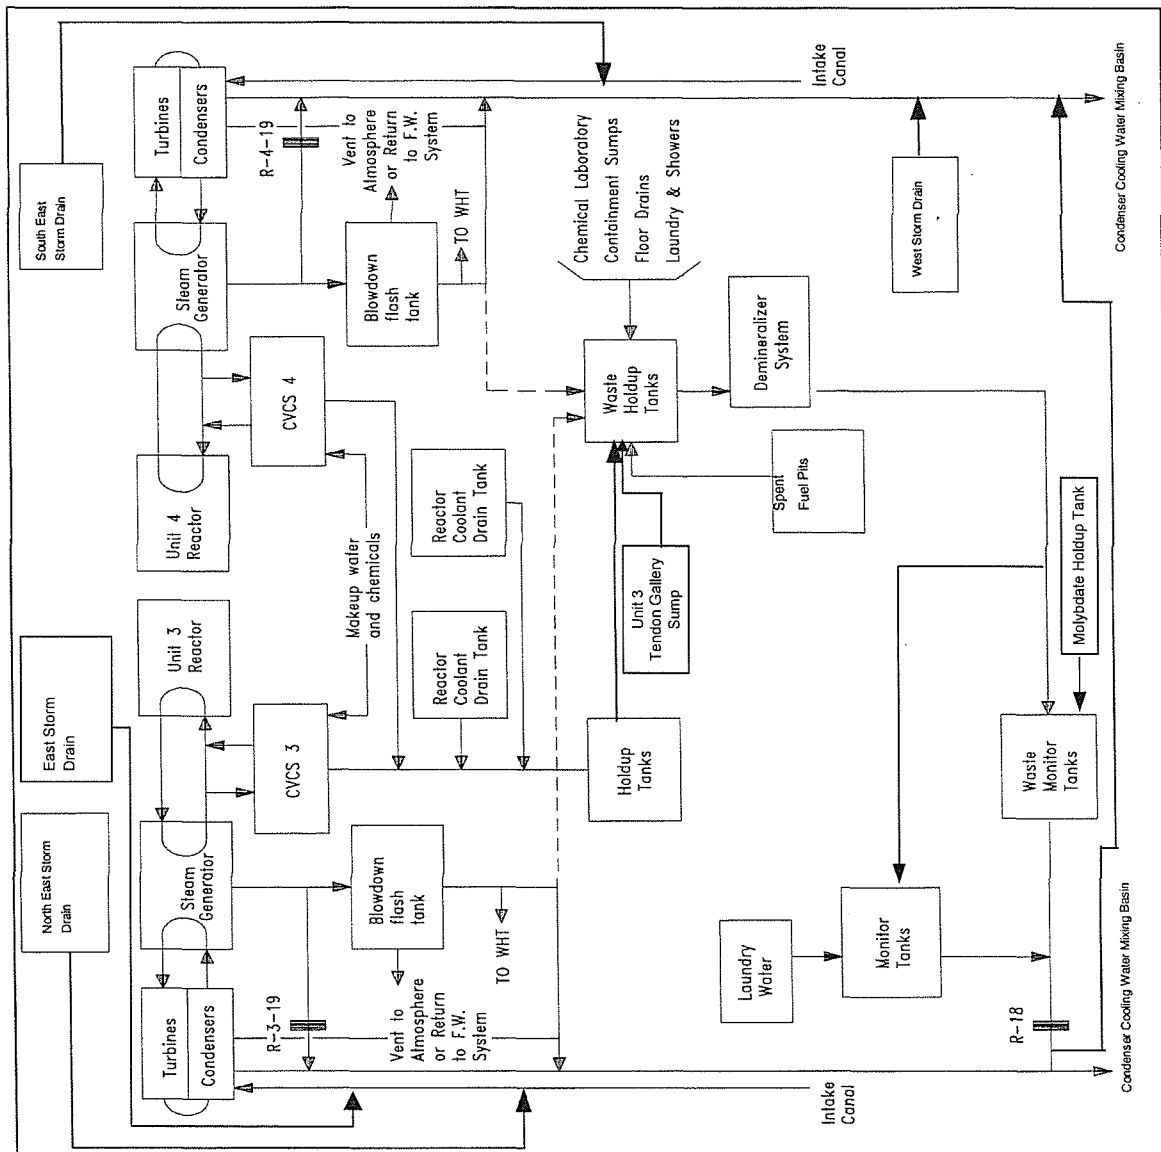 South East
Storm Drain
East Storm
Drain
North East Storm
Drain
Turbines
Condensers
Steam
Generator
Unit 4
Reactor
Unit 3
Reactor
Steam
Generator
Turbines
Condensers
R-4-19
Vent to
Atmosphere
or Return
to F.W.
System
Blowdown
flash
tank
TO WHT
CVCS 4
Makeup water
and chemicals
CVCS 3
Reactor
Coolant
Drain Tank
Reactor
Coolant
Drain Tank
Blowdown
flash
tank
TO WHT
R-3-19
Vent to
Atmosphere
or Return
to F.W.
System
Intake
Canal
Chemical Laboratory
Containment Sumps
Floor Drains
Laundry & Showers
Waste
Holdup
Tanks
Demineralizer
System
Spent
Fuel Pits
Unit 3
Tendon Gallery
Sump
Holdup
Tanks
West Storm Drain
Molybdate Holdup Tank
Waste
Monitor
Tanks
Monitor
Tanks
Laundry
Water
R-18
Intake
Canal
Condenser Cooling Water Mixing Basin
Condenser Cooling Water Mixing Basin